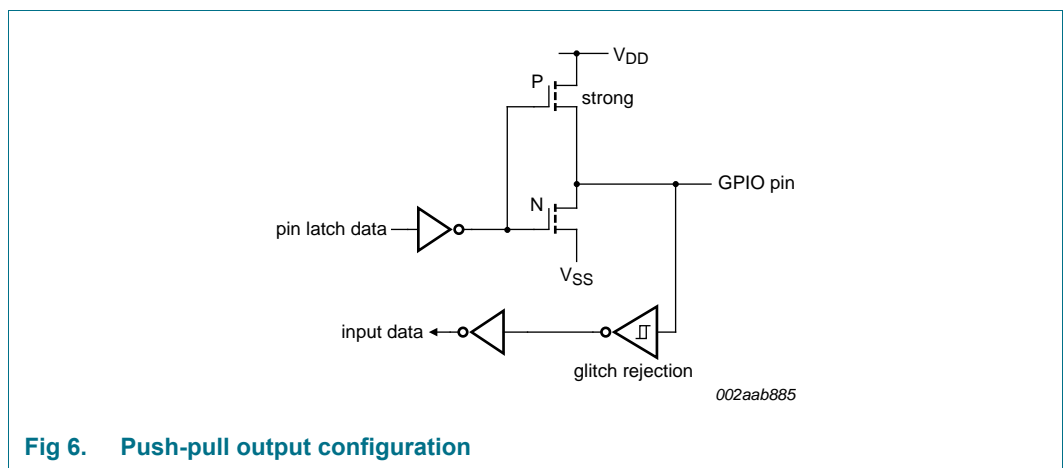 VDD
P
strong
GPIO pin
N
pin latch data
VSS
input data
glitch rejection
002aab885
Fig 6. Push-pull output configuration